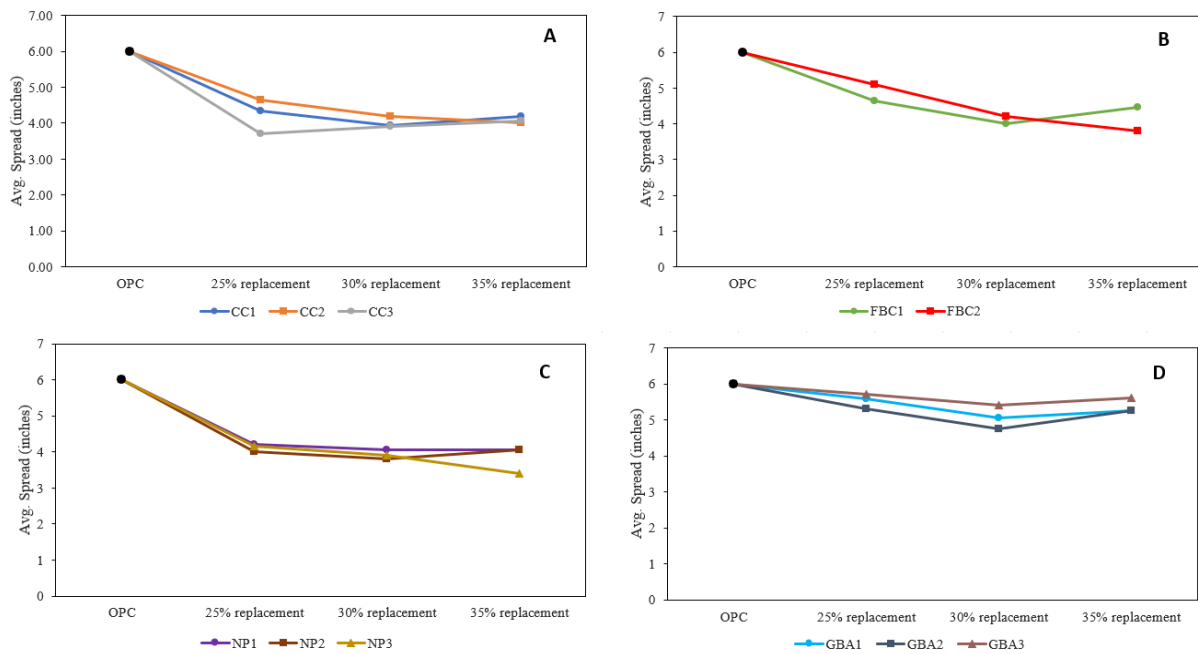 A
Avg. Spread (inches)
7.00
6.00
5.00
4.00
3.00
2.00
1.00
0.00
OPC 25% replacement 30% replacement 35% replacement
CC1 CC2 CC3
B
Avg. Spread (inches)
7
6
5
4
3
2
1
0
OPC 25% replacement 30% replacement 35% replacement
FBC1 FBC2
C
Avg. Spread (inches)
7
6
5
4
3
2
1
0
OPC 25% replacement 30% replacement 35% replacement
NP1 NP2 NP3
D
Avg. Spread (inches)
7
6
5
4
3
2
1
0
OPC 25% replacement 30% replacement 35% replacement
GBA1 GBA2 GBA3